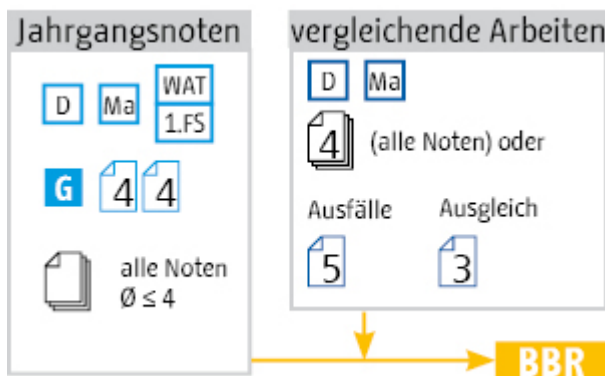 Jahrgangsnoten
D Ma WAT
1.FS
G 4 4
alle Noten
Ø ≤ 4
vergleichende Arbeiten
D Ma
4 (alle Noten) oder
Ausfälle Ausgleich
5 3
BBR